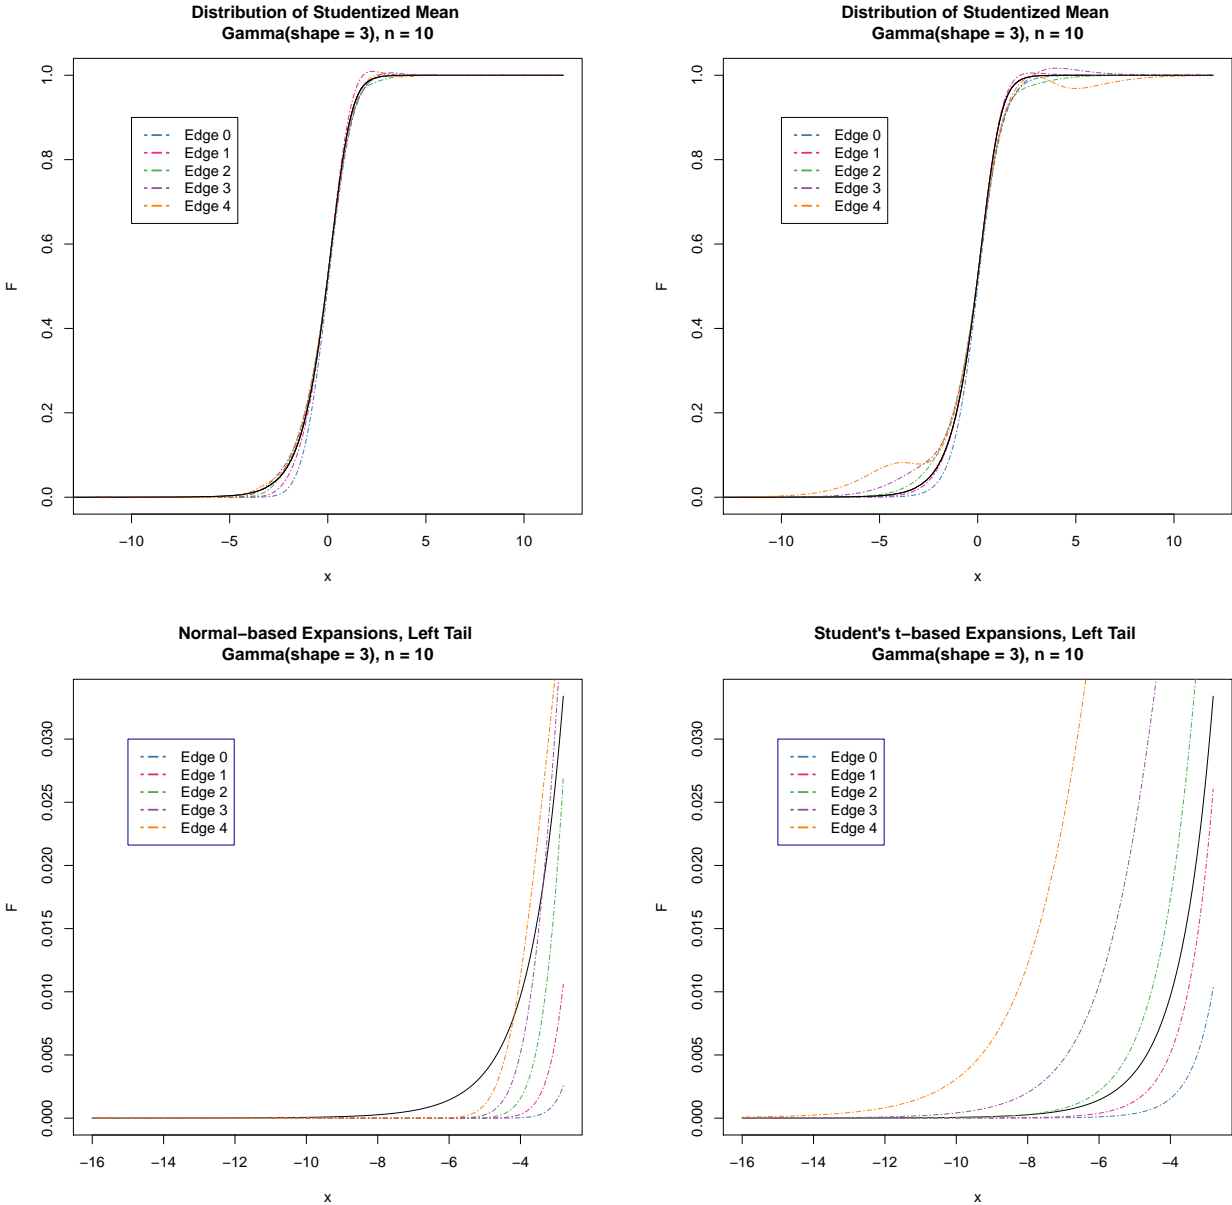 Distribution of Studentized Mean
Gamma(shape = 3), n = 10
F
1.0
0.8
0.6
0.4
0.2
0.0
Edge 0
Edge 1
Edge 2
Edge 3
Edge 4
−10
−5
0
5
10
x
Distribution of Studentized Mean
Gamma(shape = 3), n = 10
F
1.0
0.8
0.6
0.4
0.2
0.0
Edge 0
Edge 1
Edge 2
Edge 3
Edge 4
−10
−5
0
5
10
x
Normal−based Expansions, Left Tail
Gamma(shape = 3), n = 10
F
0.030
0.025
0.020
0.015
0.010
0.005
0.000
Edge 0
Edge 1
Edge 2
Edge 3
Edge 4
−16
−14
−12
−10
−8
−6
−4
x
Student's t−based Expansions, Left Tail
Gamma(shape = 3), n = 10
F
0.030
0.025
0.020
0.015
0.010
0.005
0.000
Edge 0
Edge 1
Edge 2
Edge 3
Edge 4
−16
−14
−12
−10
−8
−6
−4
x